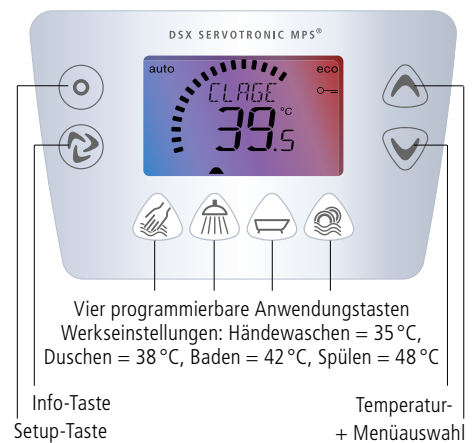 DSX SERVOTRONIC MPS®
auto
eco
CLAGE
39.5 °C
Vier programmierbare Anwendungstasten
Werkseinstellungen: Händewaschen = 35 °C,
Duschen = 38 °C, Baden = 42 °C, Spülen = 48 °C
Info-Taste
Setup-Taste
Temperatur-
+ Menüauswahl